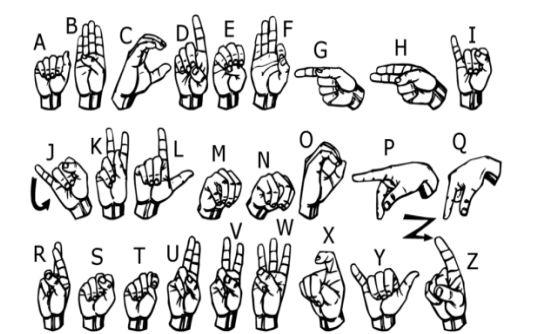 A B C D E F G H I
J K L M N O P Q
R S T U V W X Y Z